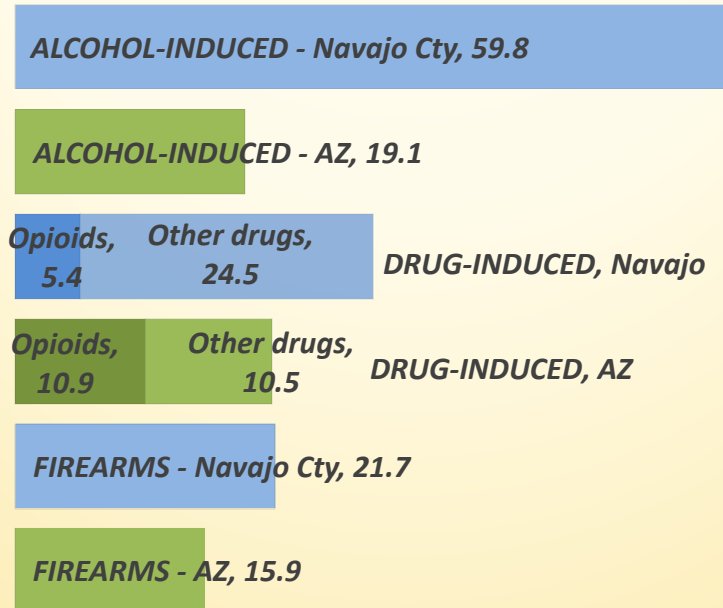 ALCOHOL-INDUCED - Navajo Cty, 59.8
ALCOHOL-INDUCED - AZ, 19.1
Opioids,
5.4
Other drugs,
24.5
DRUG-INDUCED, Navajo
Opioids,
10.9
Other drugs,
10.5
DRUG-INDUCED, AZ
FIREARMS - Navajo Cty, 21.7
FIREARMS - AZ, 15.9